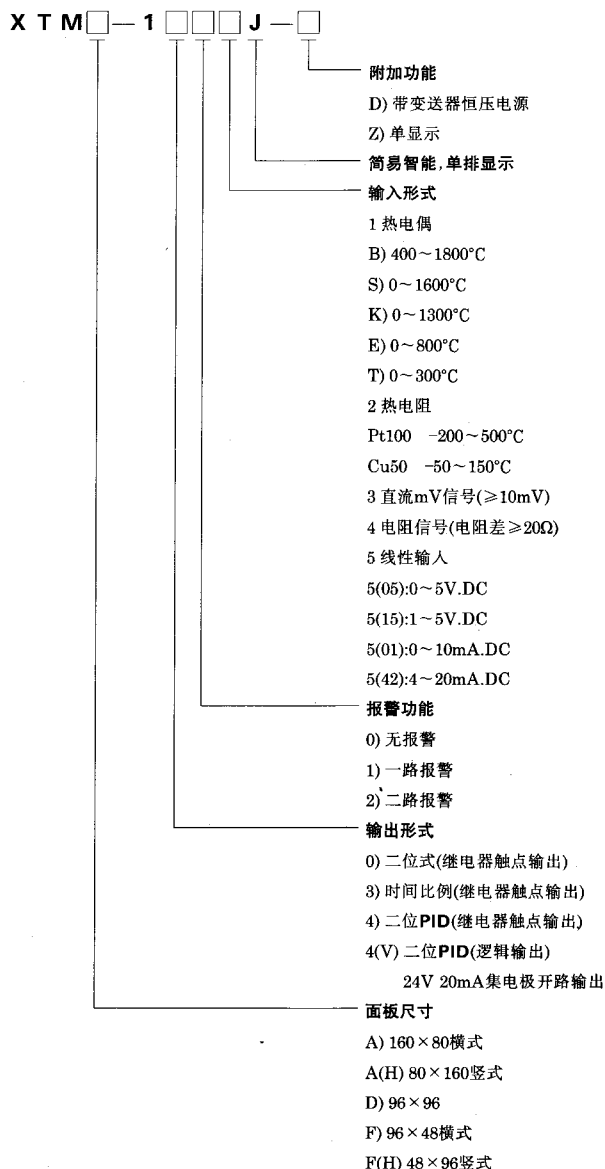 XTM□—1□□□J—□
附加功能
D) 带变送器恒压电源
Z) 单显示
简易智能,单排显示
输入形式
1 热电偶
B) 400~1800°C
S) 0~1600°C
K) 0~1300°C
E) 0~800°C
T) 0~300°C
2 热电阻
Pt100 -200~500°C
Cu50 -50~150°C
3 直流mV信号(≥10mV)
4 电阻信号(电阻差≥20Ω)
5 线性输人
5(05):0~5V.DC
5(15):1~5V.DC
5(01):0~10mA.DC
5(42):4~20mA.DC
报警功能
0) 无报警
1) 一路报警
2) 二路报警
输出形式
0) 二位式(继电器触点输出)
3) 时间比例(继电器触点输出)
4) 二位PID(继电器触点输出)
4(V) 二位PID(逻辑输出)
24V 20mA集电极开路输出
面板尺寸
A) 160×80横式
A(H) 80×160竖式
D) 96×96
F) 96×48横式
F(H) 48×96竖式